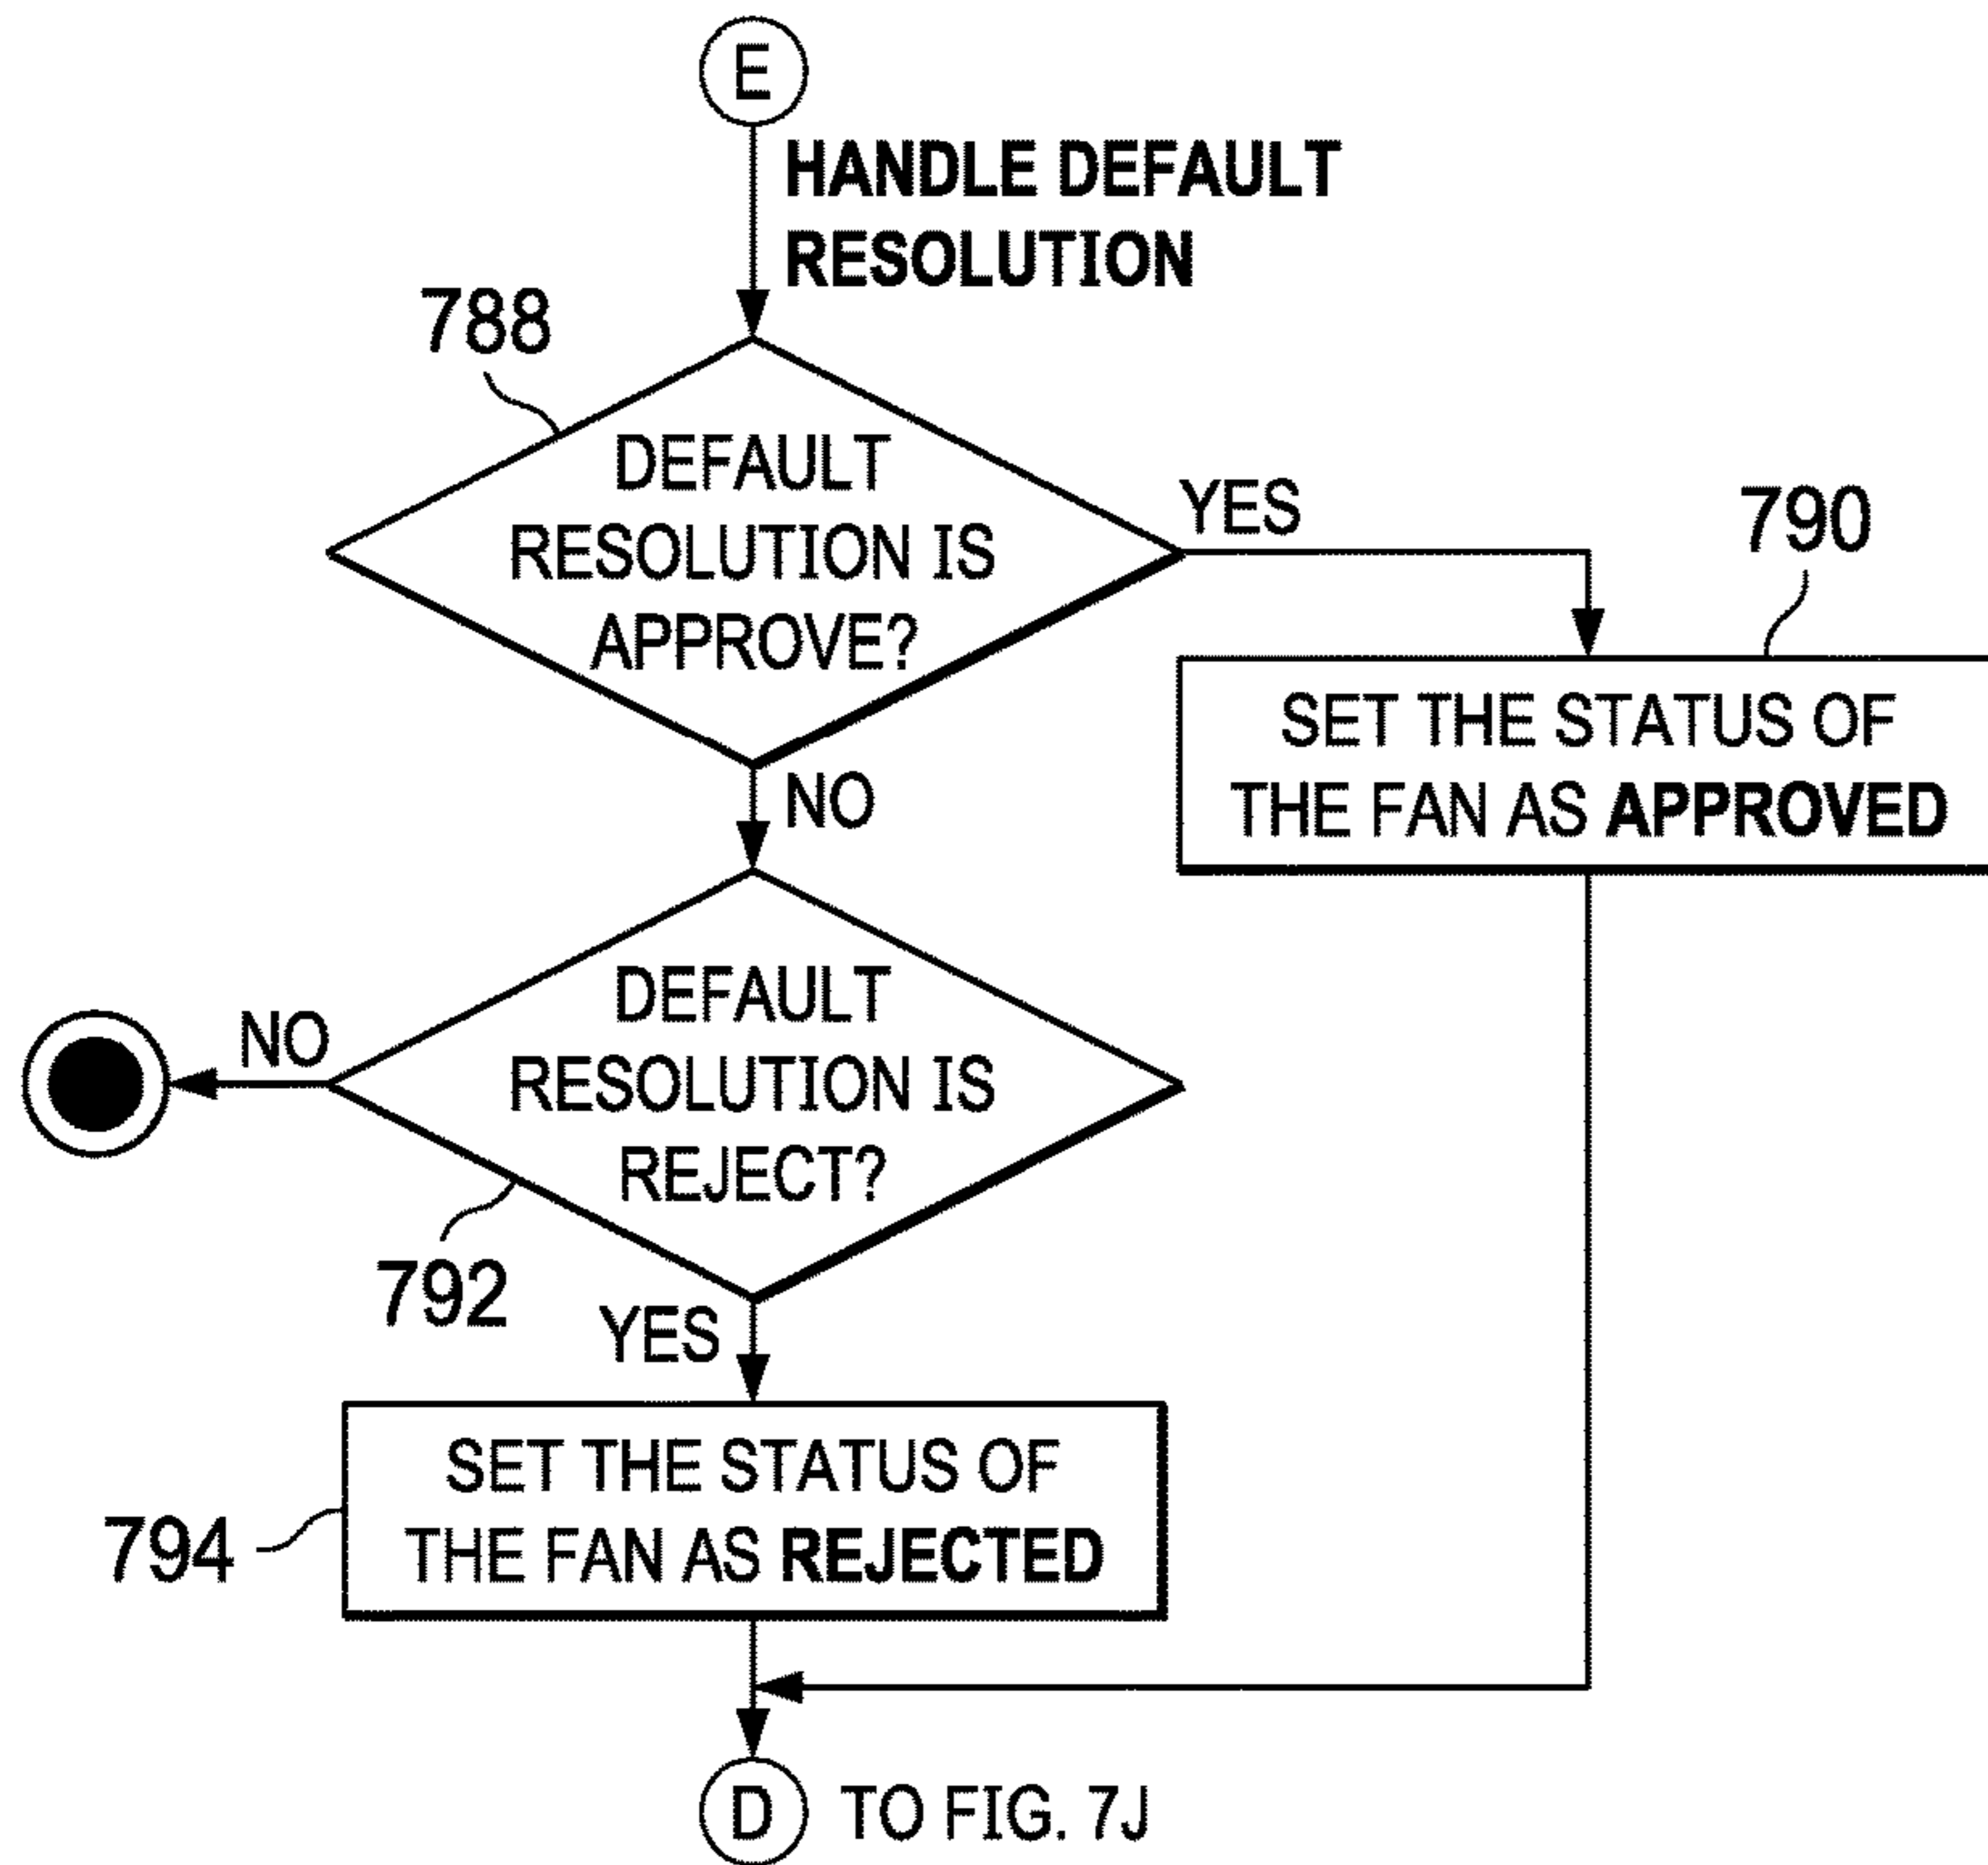 E
HANDLE DEFAULT
RESOLUTION
788
DEFAULT
RESOLUTION IS
APPROVE?
YES
790
SET THE STATUS OF
THE FAN AS APPROVED
NO
DEFAULT
RESOLUTION IS
REJECT?
NO
792
YES
SET THE STATUS OF
THE FAN AS REJECTED
794
D
TO FIG. 7J